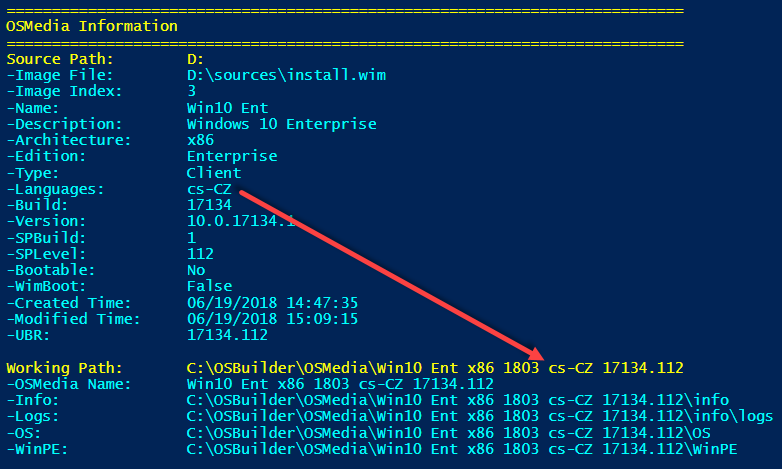 ========================================================================
OSMedia Information
========================================================================
Source Path: D:
-Image File: D:\sources\install.wim
-Image Index: 3
-Name: Win10 Ent
-Description: Windows 10 Enterprise
-Architecture: x86
-Edition: Enterprise
-Type: Client
-Languages: cs-CZ
-Build: 17134
-Version: 10.0.17134.1
-SPBuild: 1
-SPLevel: 112
-Bootable: No
-WimBoot: False
-Created Time: 06/19/2018 14:47:35
-Modified Time: 06/19/2018 15:09:15
-UBR: 17134.112
Working Path: C:\OSBuilder\OSMedia\Win10 Ent x86 1803 cs-CZ 17134.112
-OSMedia Name: Win10 Ent x86 1803 cs-CZ 17134.112
-Info: C:\OSBuilder\OSMedia\Win10 Ent x86 1803 cs-CZ 17134.112\info
-Logs: C:\OSBuilder\OSMedia\Win10 Ent x86 1803 cs-CZ 17134.112\info\logs
-OS: C:\OSBuilder\OSMedia\Win10 Ent x86 1803 cs-CZ 17134.112\OS
-WinPE: C:\OSBuilder\OSMedia\Win10 Ent x86 1803 cs-CZ 17134.112\WinPE